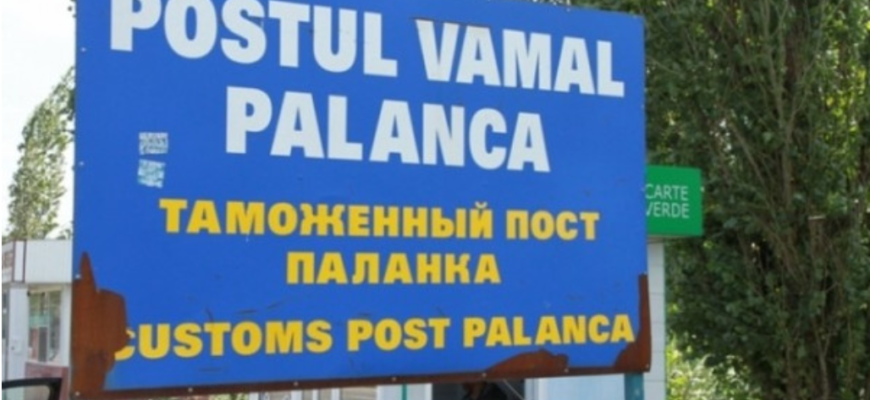 POSTUL VAMAL
PALANCA
ТАМОЖЕННЫЙ ПОСТ
ПАЛАНКА
CUSTOMS POST PALANCA
CARTE
VERDE